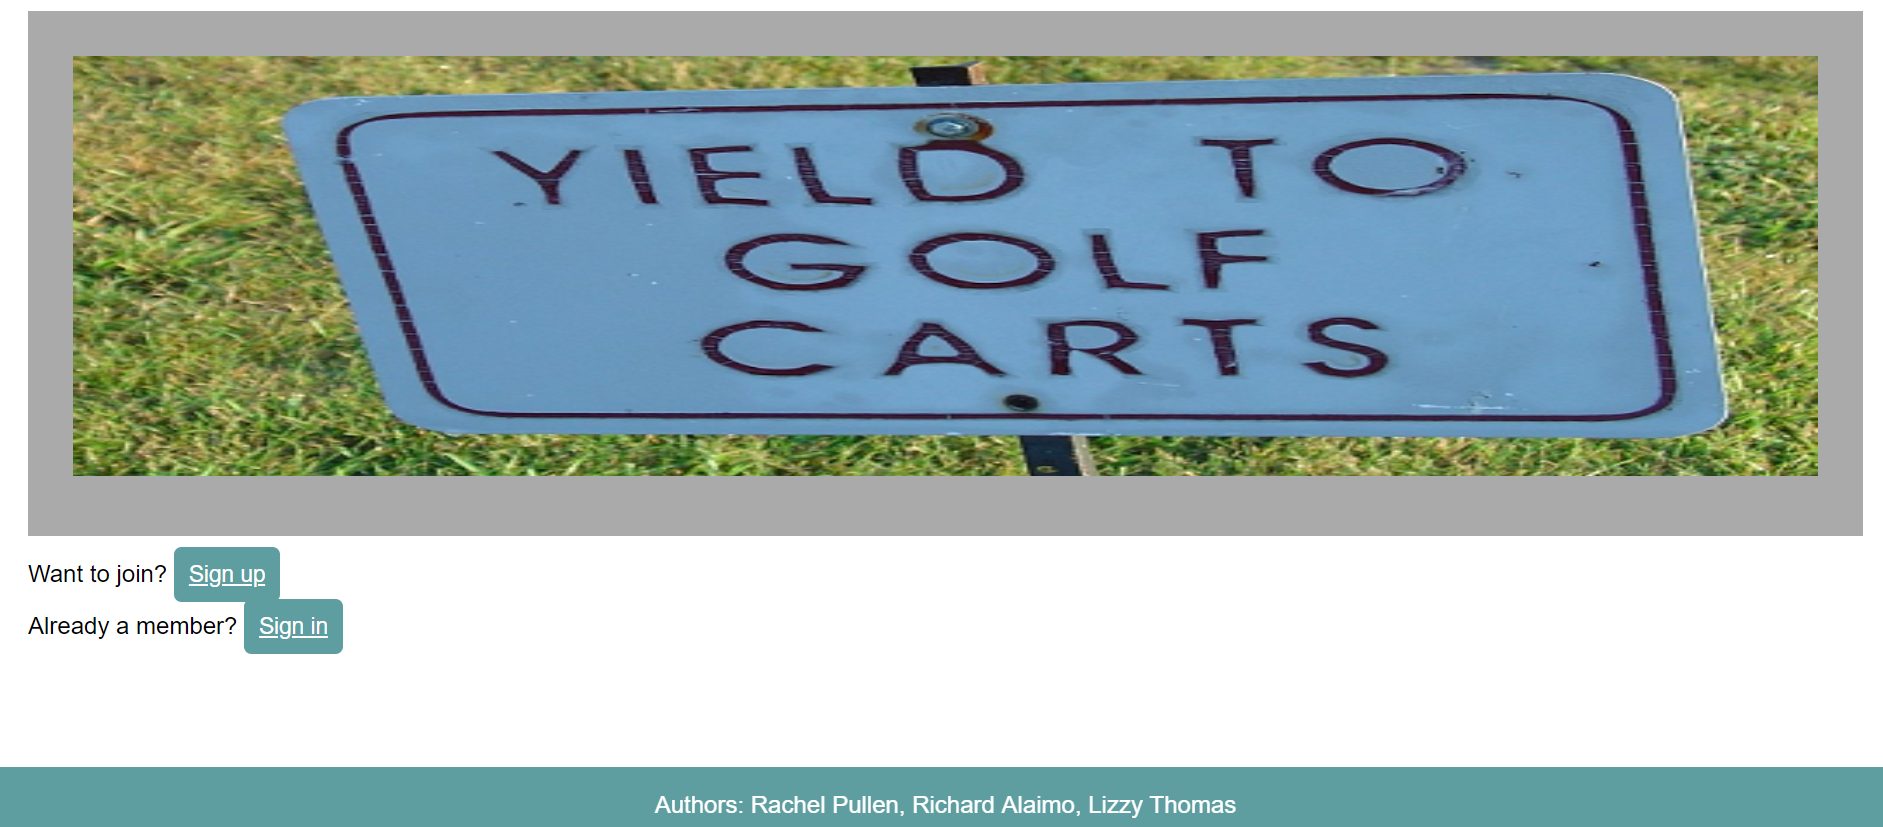 YIELD TO
GOLF
CARTS
Want to join? Sign up
Already a member? Sign in
Authors: Rachel Pullen, Richard Alaimo, Lizzy Thomas